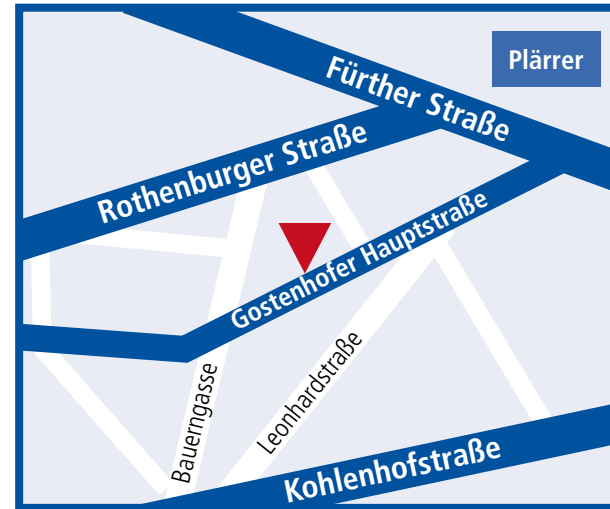 Plärrer
Fürther Straße
Rothenburger Straße
Gostenhofer Hauptstraße
Bauerngasse
Leonhardstraße
Kohlenhofstraße